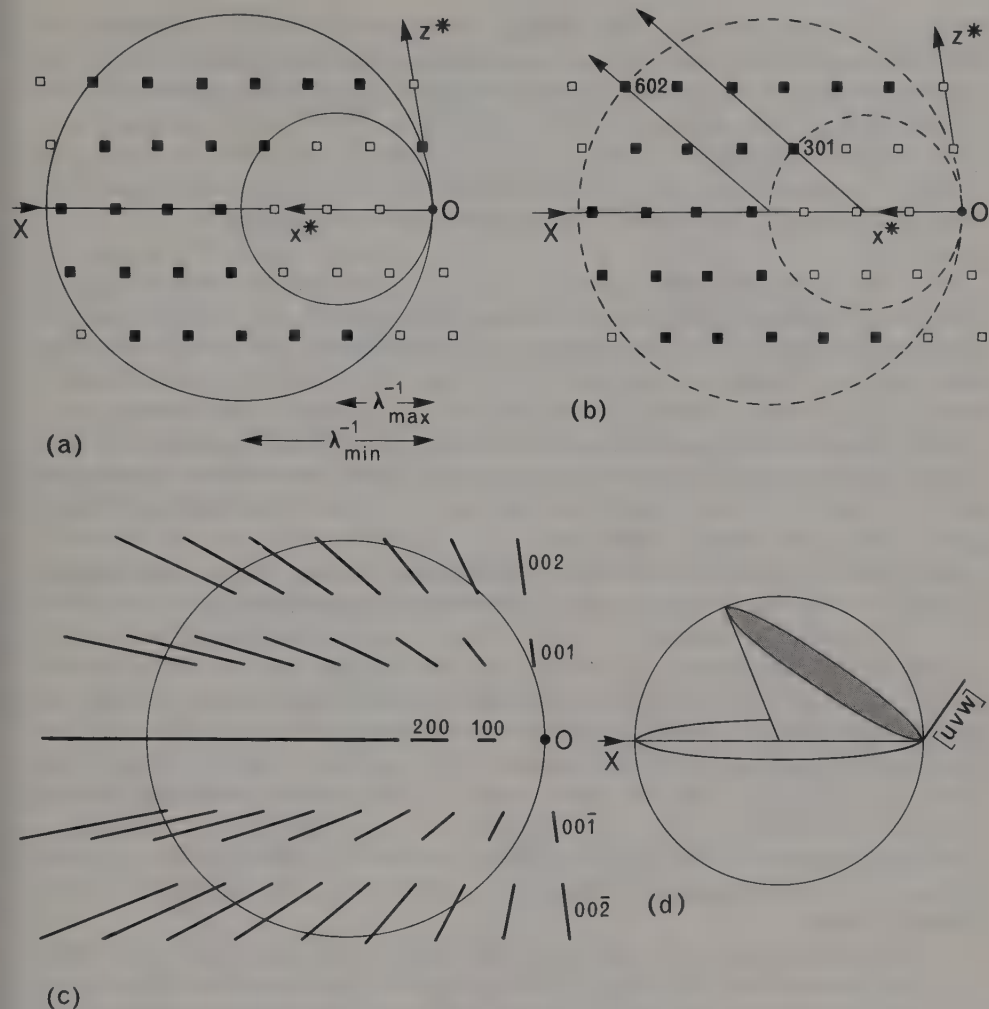 z*
X
x*
O
λ⁻¹max
λ⁻¹min
(a)
z*
602
301
X
x*
O
(b)
002
001
200 100 O
001̄
002̄
(c)
X
[uvw]
(d)